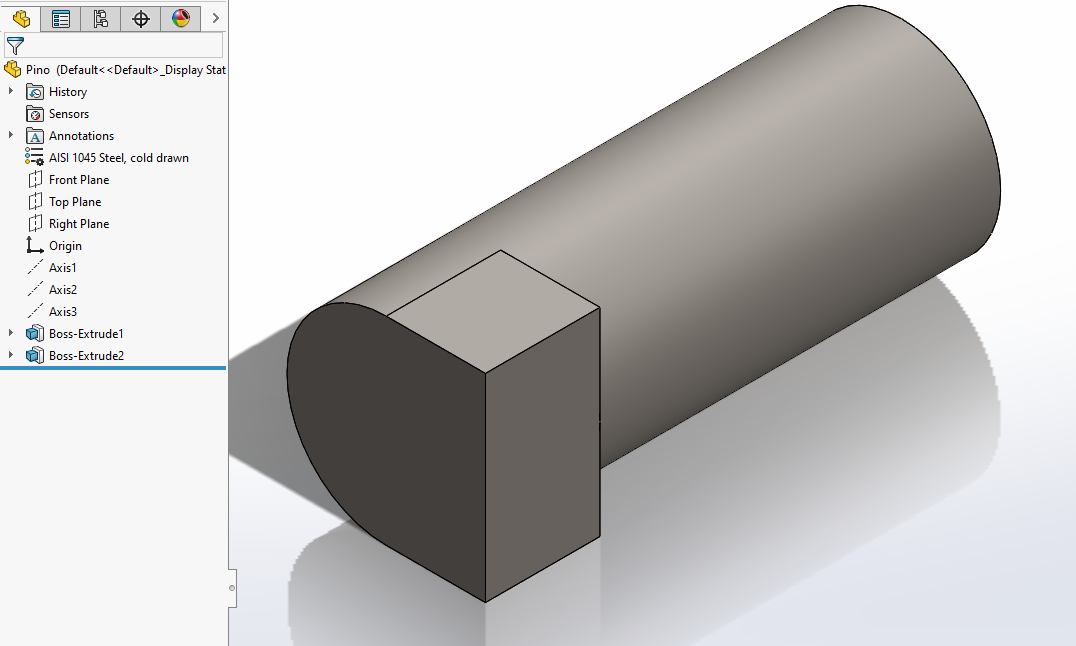 Pino (Default<<Default>_Display Stat
History
Sensors
A Annotations
AISI 1045 Steel, cold drawn
Front Plane
Top Plane
Right Plane
Origin
Axis1
Axis2
Axis3
Boss-Extrude1
Boss-Extrude2